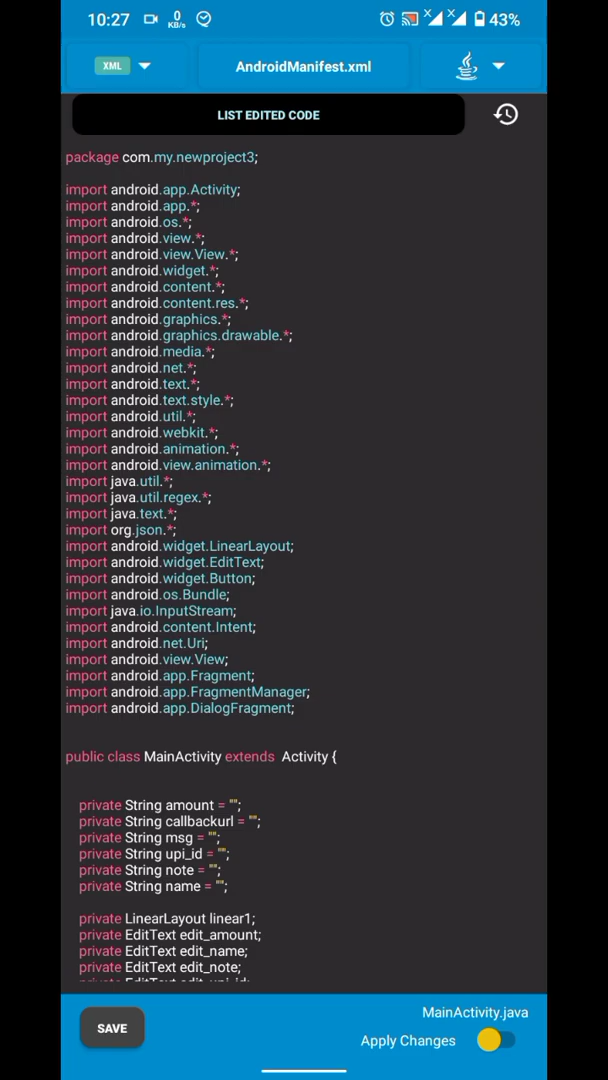 10:27 0 KB/s 43%
XML AndroidManifest.xml
LIST EDITED CODE
package com.my.newproject3;
import android.app.Activity;
import android.app.*;
import android.os.*;
import android.view.*;
import android.view.View.*;
import android.widget.*;
import android.content.*;
import android.content.res.*;
import android.graphics.*;
import android.graphics.drawable.*;
import android.media.*;
import android.net.*;
import android.text.*;
import android.text.style.*;
import android.util.*;
import android.webkit.*;
import android.animation.*;
import android.view.animation.*;
import java.util.*;
import java.util.regex.*;
import java.text.*;
import org.json.*;
import android.widget.LinearLayout;
import android.widget.EditText;
import android.widget.Button;
import android.os.Bundle;
import java.io.InputStream;
import android.content.Intent;
import android.net.Uri;
import android.view.View;
import android.app.Fragment;
import android.app.FragmentManager;
import android.app.DialogFragment;
public class MainActivity extends  Activity {
private String amount = "";
private String callbackurl = "";
private String msg = "";
private String upi_id = "";
private String note = "";
private String name = "";
private LinearLayout linear1;
private EditText edit_amount;
private EditText edit_name;
private EditText edit_note;
MainActivity.java
SAVE
Apply Changes